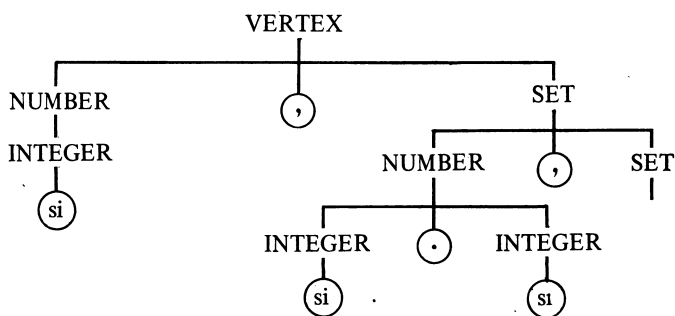 VERTEX
NUMBER , SET
INTEGER NUMBER , SET
si INTEGER . INTEGER
si si